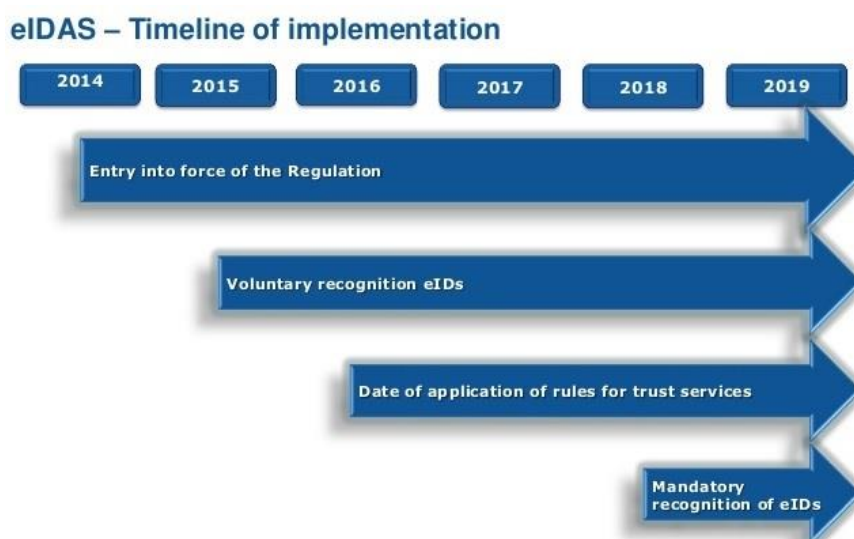 eIDAS – Timeline of implementation
2014 2015 2016 2017 2018 2019
Entry into force of the Regulation
Voluntary recognition eIDs
Date of application of rules for trust services
Mandatory
recognition of eIDs